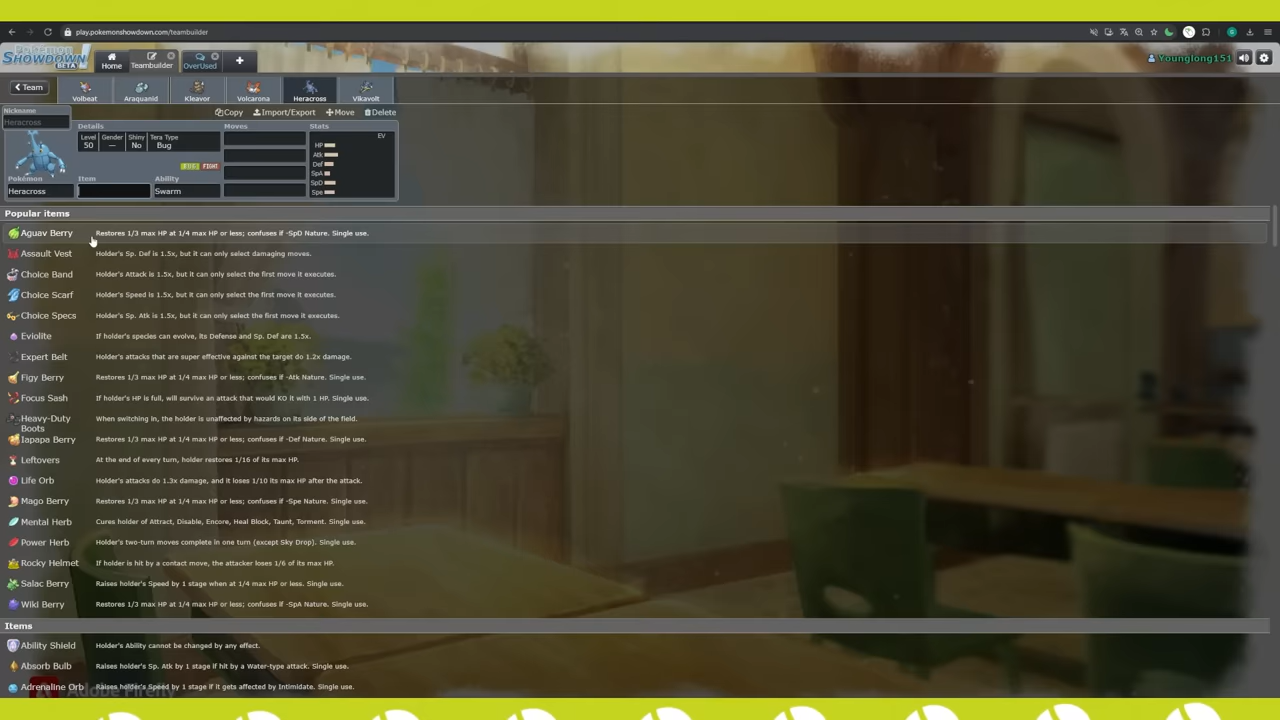 play.pokemonshowdown.com/teambuilder
Pokémon
SHOWDOWN!
BETA
Home
Teambuilder
OverUsed
Younglong151
Team
Volbeat
Araquanid
Kleavor
Volcarona
Heracross
Vikavolt
Nickname
Heracross
Copy
Import/Export
Move
Delete
Details
Moves
Stats
Level
Gender
Shiny
Tera Type
50
—
No
Bug
EV
HP
Atk
Def
SpA
SpD
Spe
BUG FIGHT
Pokémon
Item
Ability
Heracross
Swarm
Popular items
Aguav Berry Restores 1/3 max HP at 1/4 max HP or less; confuses if -SpD Nature. Single use.
Assault Vest Holder's Sp. Def is 1.5x, but it can only select damaging moves.
Choice Band Holder's Attack is 1.5x, but it can only select the first move it executes.
Choice Scarf Holder's Speed is 1.5x, but it can only select the first move it executes.
Choice Specs Holder's Sp. Atk is 1.5x, but it can only select the first move it executes.
Eviolite If holder's species can evolve, its Defense and Sp. Def are 1.5x.
Expert Belt Holder's attacks that are super effective against the target do 1.2x damage.
Figy Berry Restores 1/3 max HP at 1/4 max HP or less; confuses if -Atk Nature. Single use.
Focus Sash If holder's HP is full, will survive an attack that would KO it with 1 HP. Single use.
Heavy-Duty Boots When switching in, the holder is unaffected by hazards on its side of the field.
Iapapa Berry Restores 1/3 max HP at 1/4 max HP or less; confuses if -Def Nature. Single use.
Leftovers At the end of every turn, holder restores 1/16 of its max HP.
Life Orb Holder's attacks do 1.3x damage, and it loses 1/10 its max HP after the attack.
Mago Berry Restores 1/3 max HP at 1/4 max HP or less; confuses if -Spe Nature. Single use.
Mental Herb Cures holder of Attract, Disable, Encore, Heal Block, Taunt, Torment. Single use.
Power Herb Holder's two-turn moves complete in one turn (except Sky Drop). Single use.
Rocky Helmet If holder is hit by a contact move, the attacker loses 1/6 of its max HP.
Salac Berry Raises holder's Speed by 1 stage when at 1/4 max HP or less. Single use.
Wiki Berry Restores 1/3 max HP at 1/4 max HP or less; confuses if -SpA Nature. Single use.
Items
Ability Shield Holder's Ability cannot be changed by any effect.
Absorb Bulb Raises holder's Sp. Atk by 1 stage if hit by a Water-type attack. Single use.
Adrenaline Orb Raises holder's Speed by 1 stage if it gets affected by Intimidate. Single use.
Adobe Firefly